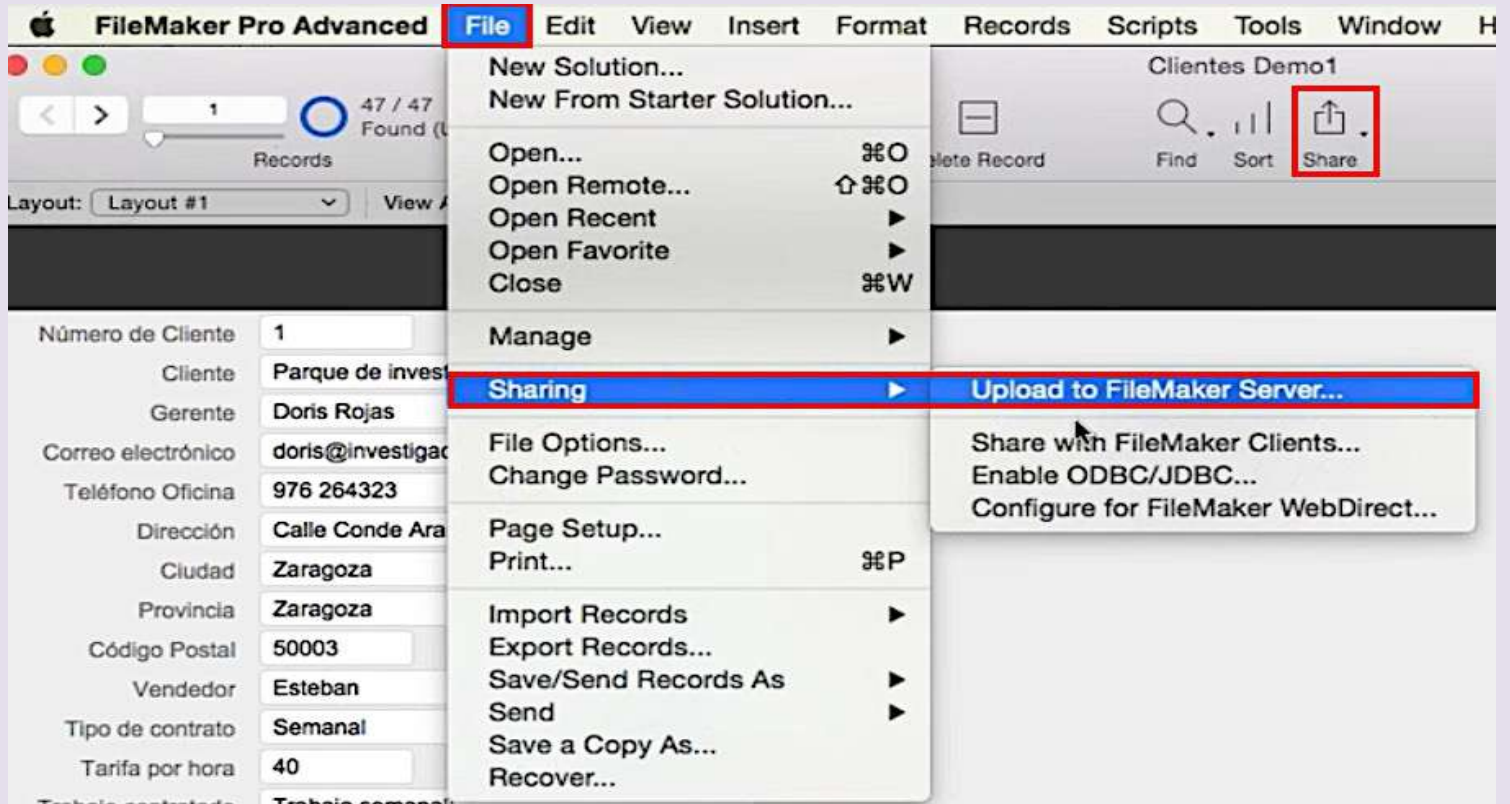 FileMaker Pro Advanced File Edit View Insert Format Records Scripts Tools Window H
Clientes Demo1
1
47 / 47
Found (U
Records
elete Record
Find
Sort
Share
Layout: Layout #1
View A
New Solution...
New From Starter Solution...
Open... ⌘O
Open Remote... ⇧⌘O
Open Recent
Open Favorite
Close ⌘W
Manage
Sharing
File Options...
Change Password...
Page Setup...
Print... ⌘P
Import Records
Export Records...
Save/Send Records As
Send
Save a Copy As...
Recover...
Upload to FileMaker Server...
Share with FileMaker Clients...
Enable ODBC/JDBC...
Configure for FileMaker WebDirect...
Número de Cliente 1
Cliente Parque de invest
Gerente Doris Rojas
Correo electrónico doris@investigac
Teléfono Oficina 976 264323
Dirección Calle Conde Ara
Ciudad Zaragoza
Provincia Zaragoza
Código Postal 50003
Vendedor Esteban
Tipo de contrato Semanal
Tarifa por hora 40